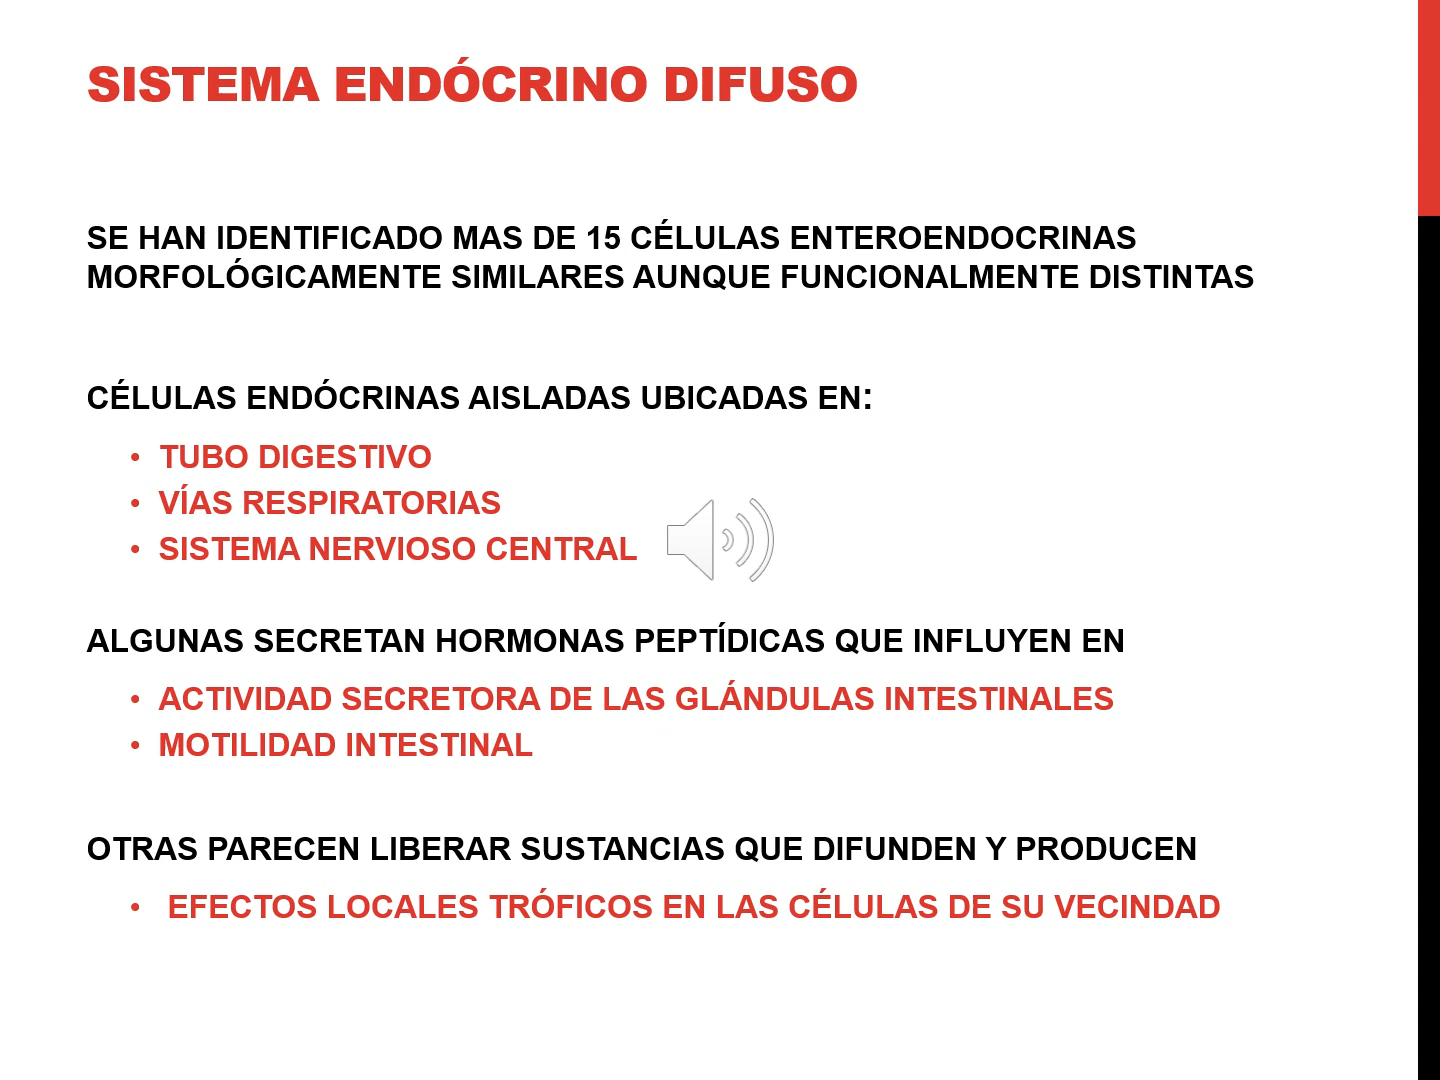 SISTEMA ENDÓCRINO DIFUSO
SE HAN IDENTIFICADO MAS DE 15 CÉLULAS ENTEROENDOCRINAS
MORFOLÓGICAMENTE SIMILARES AUNQUE FUNCIONALMENTE DISTINTAS
CÉLULAS ENDÓCRINAS AISLADAS UBICADAS EN:
• TUBO DIGESTIVO
• VÍAS RESPIRATORIAS
• SISTEMA NERVIOSO CENTRAL
ALGUNAS SECRETAN HORMONAS PEPTÍDICAS QUE INFLUYEN EN
• ACTIVIDAD SECRETORA DE LAS GLÁNDULAS INTESTINALES
• MOTILIDAD INTESTINAL
OTRAS PARECEN LIBERAR SUSTANCIAS QUE DIFUNDEN Y PRODUCEN
• EFECTOS LOCALES TRÓFICOS EN LAS CÉLULAS DE SU VECINDAD